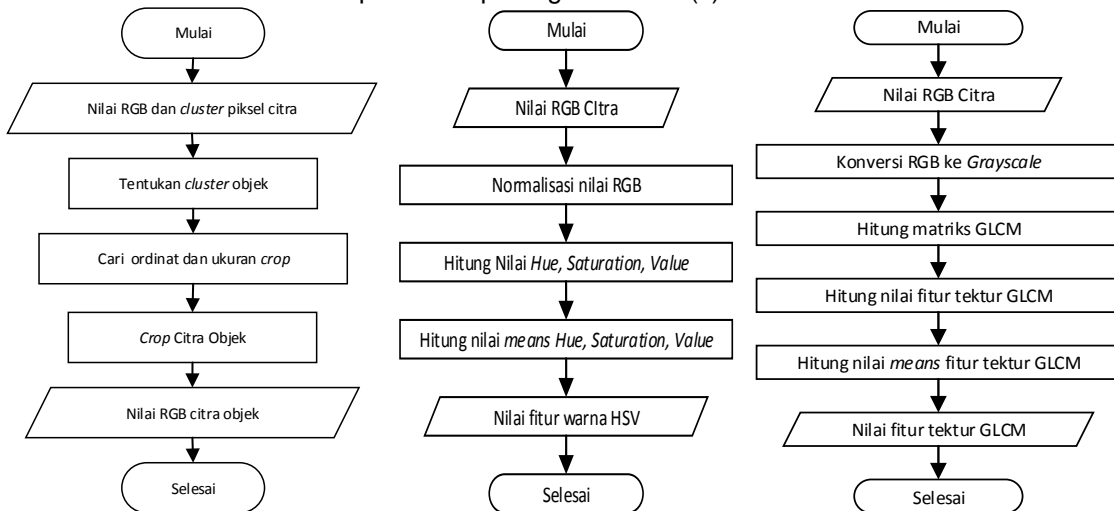 Mulai
Nilai RGB dan cluster piksel citra
Tentukan cluster objek
Cari ordinat dan ukuran crop
Crop Citra Objek
Nilai RGB citra objek
Selesai
Mulai
Nilai RGB CItra
Normalisasi nilai RGB
Hitung Nilai Hue, Saturation, Value
Hitung nilai means Hue, Saturation, Value
Nilai fitur warna HSV
Selesai
Mulai
Nilai RGB Citra
Konversi RGB ke Grayscale
Hitung matriks GLCM
Hitung nilai fitur tektur GLCM
Hitung nilai means fitur tektur GLCM
Nilai fitur tektur GLCM
Selesai